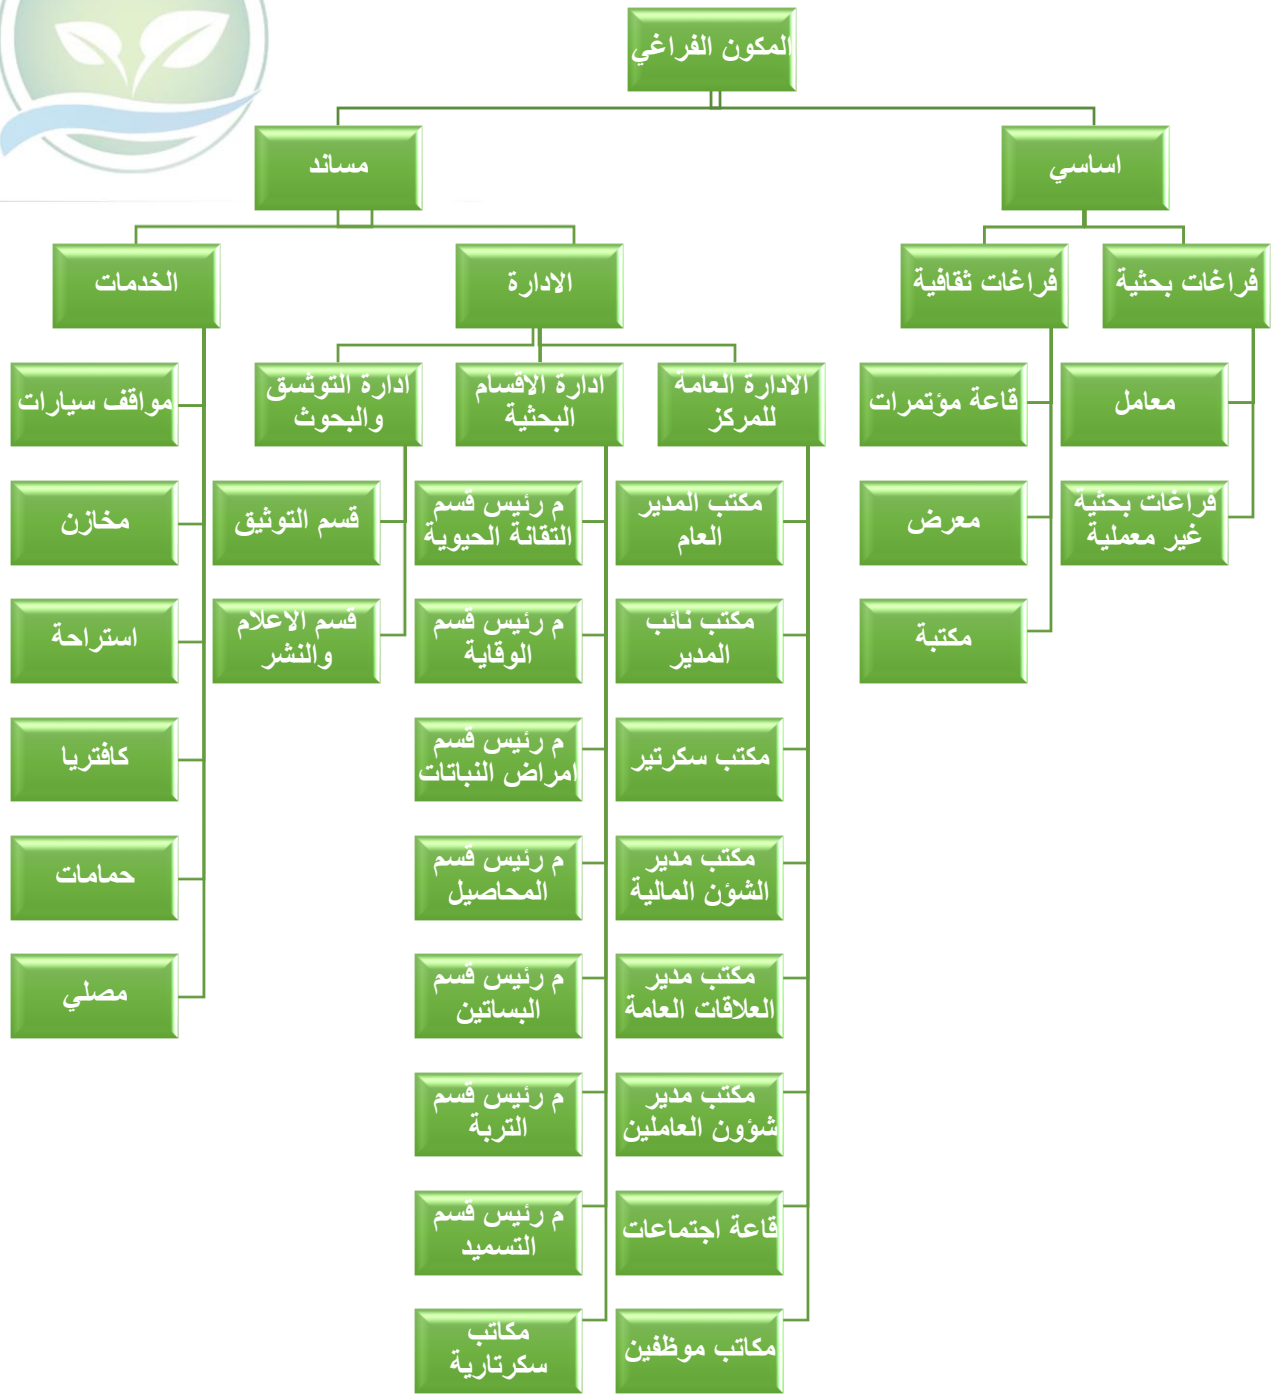 المكون الفراغي
اساسي
مساند
فراغات بحثية
فراغات ثقافية
الادارة
الخدمات
معامل
فراغات بحثية
غير معملية
قاعة مؤتمرات
معرض
مكتبة
الادارة العامة
للمركز
مكتب المدير
العام
مكتب نائب
المدير
مكتب سكرتير
مكتب مدير
الشؤن المالية
مكتب مدير
العلاقات العامة
مكتب مدير
شؤون العاملين
قاعة اجتماعات
مكاتب موظفين
ادارة الاقسام
البحثية
م رئيس قسم
التقانة الحيوية
م رئيس قسم
الوقاية
م رئيس قسم
امراض النباتات
م رئيس قسم
المحاصيل
م رئيس قسم
البساتين
م رئيس قسم
التربة
م رئيس قسم
التسميد
مكاتب
سكرتارية
ادارة التوثسق
والبحوث
قسم التوثيق
قسم الاعلام
والنشر
مواقف سيارات
مخازن
استراحة
كافتريا
حمامات
مصلي